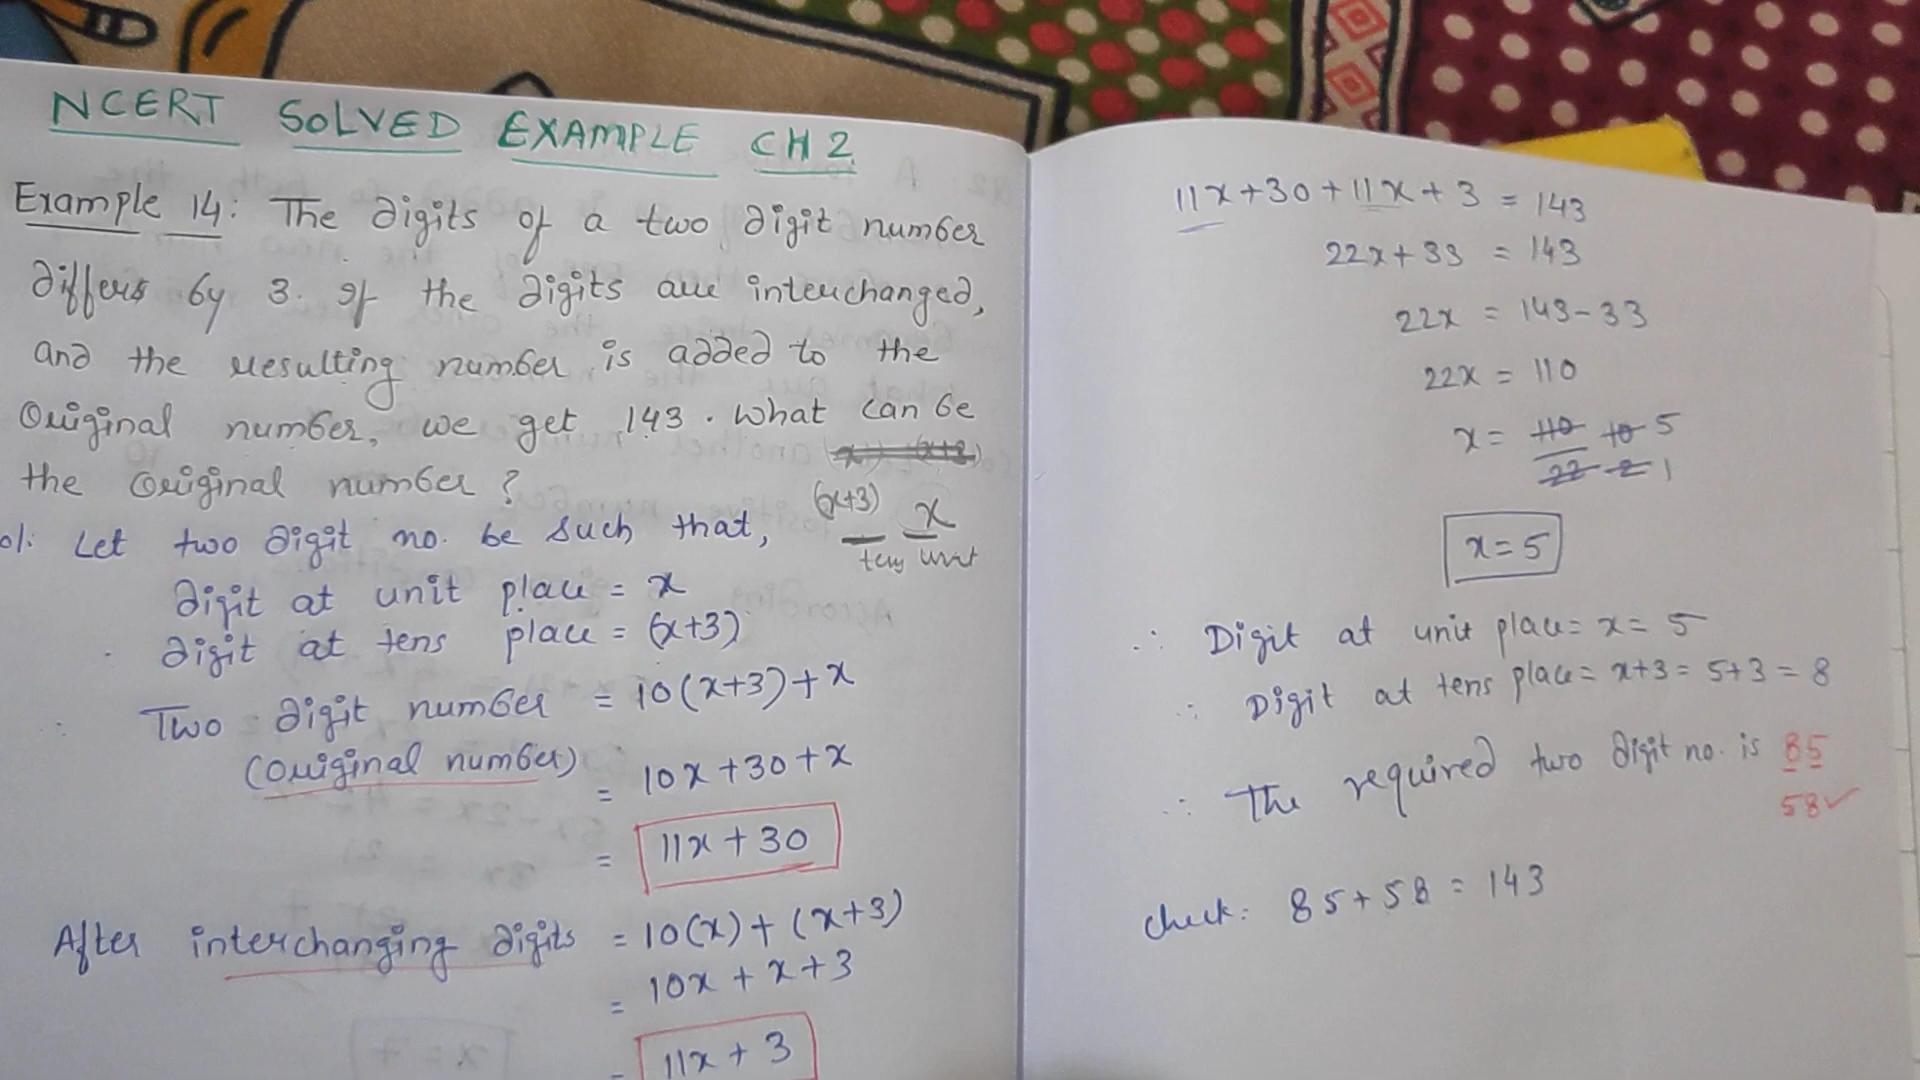 NCERT SOLVED EXAMPLE CH 2
Example 14: The digits of a two digit number
differs by 3. If the digits are interchanged,
and the resulting number is added to the
Original number, we get 143. What can be
the Original number?
(x+3) x
tens unit
ol: Let two digit no. be such that,
digit at unit place = x
digit at tens place = (x+3)
Two digit number = 10(x+3)+x
(Original number)
= 10x+30+x
= 11x + 30
After interchanging digits = 10(x)+(x+3)
= 10x + x+3
= 11x + 3
11x+30+11x+3 = 143
22x+33 = 143
22x = 143-33
22x = 110
x = 110 10 5
22 2 1
x=5
∴ Digit at unit place= x= 5
∴ Digit at tens place= x+3 = 5+3 = 8
∴ The required two digit no. is 85
58✓
check: 85+58 = 143